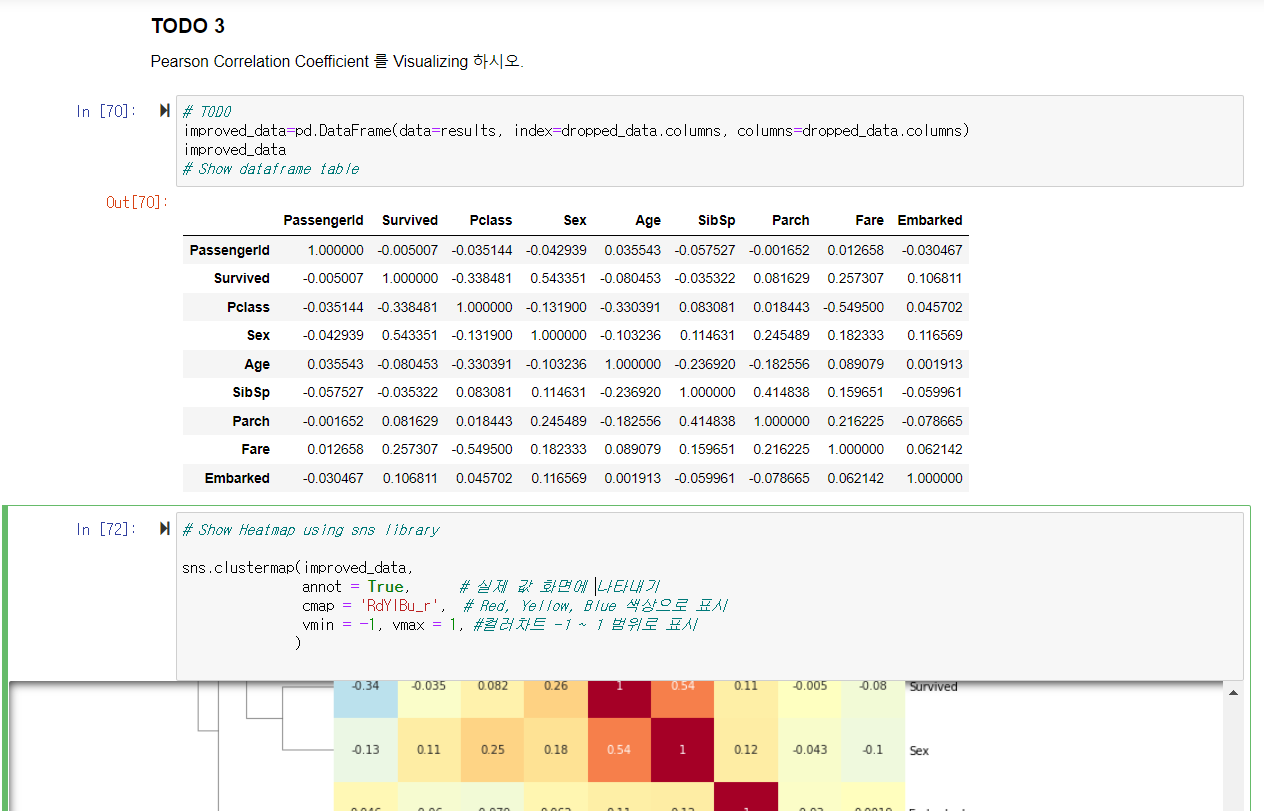 TODO 3
Pearson Correlation Coefficient 를 Visualizing 하시오.
In [70]:
# TODO
improved_data=pd.DataFrame(data=results, index=dropped_data.columns, columns=dropped_data.columns)
improved_data
# Show dataframe table
Out[70]:
PassengerId Survived Pclass Sex Age SibSp Parch Fare Embarked
PassengerId 1.000000 -0.005007 -0.035144 -0.042939 0.035543 -0.057527 -0.001652 0.012658 -0.030467
Survived -0.005007 1.000000 -0.338481 0.543351 -0.080453 -0.035322 0.081629 0.257307 0.106811
Pclass -0.035144 -0.338481 1.000000 -0.131900 -0.330391 0.083081 0.018443 -0.549500 0.045702
Sex -0.042939 0.543351 -0.131900 1.000000 -0.103236 0.114631 0.245489 0.182333 0.116569
Age 0.035543 -0.080453 -0.330391 -0.103236 1.000000 -0.236920 -0.182556 0.089079 0.001913
SibSp -0.057527 -0.035322 0.083081 0.114631 -0.236920 1.000000 0.414838 0.159651 -0.059961
Parch -0.001652 0.081629 0.018443 0.245489 -0.182556 0.414838 1.000000 0.216225 -0.078665
Fare 0.012658 0.257307 -0.549500 0.182333 0.089079 0.159651 0.216225 1.000000 0.062142
Embarked -0.030467 0.106811 0.045702 0.116569 0.001913 -0.059961 -0.078665 0.062142 1.000000
In [72]:
# Show Heatmap using sns library
sns.clustermap(improved_data,
annot = True, # 실제 값 화면에 나타내기
cmap = 'RdYlBu_r', # Red, Yellow, Blue 색상으로 표시
vmin = -1, vmax = 1, #컬러차트 -1 ~ 1 범위로 표시
)
-0.34 -0.035 0.082 0.26 1 0.54 0.11 -0.005 -0.08 Survived
-0.13 0.11 0.25 0.18 0.54 1 0.12 -0.043 -0.1 Sex